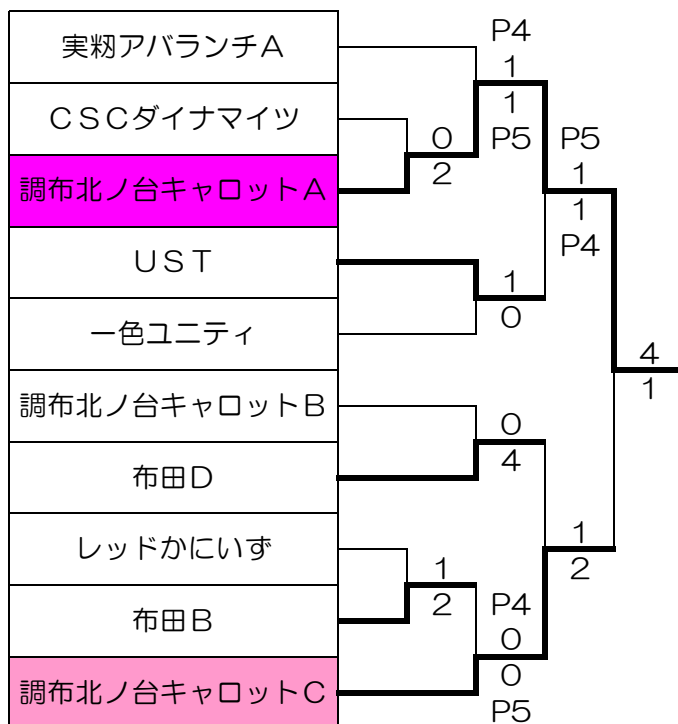 実籾アバランチA
CSCダイナマイツ
調布北ノ台キャロットA
UST
一色ユニティ
調布北ノ台キャロットB
布田D
レッドかにいず
布田B
調布北ノ台キャロットC
0
2
1
2
P4
1
1
P5
1
0
0
4
P4
0
0
P5
P5
1
1
P4
1
2
4
1